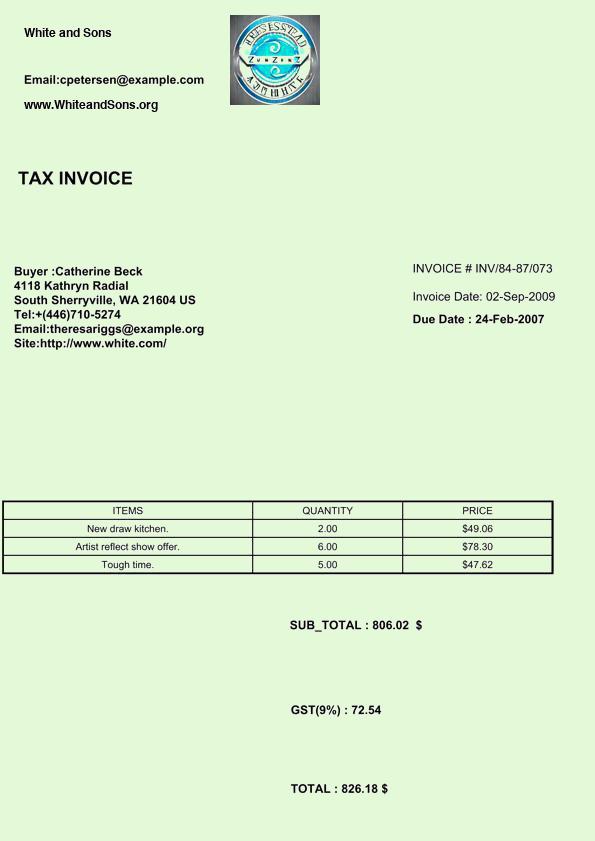 White and Sons
Email:cpetersen@example.com
www.WhiteandSons.org
TAX INVOICE
Buyer :Catherine Beck
4118 Kathryn Radial
South Sherryville, WA 21604 US
Tel:+(446)710-5274
Email:theresariggs@example.org
Site:http://www.white.com/
INVOICE # INV/84-87/073
Invoice Date: 02-Sep-2009
Due Date : 24-Feb-2007
ITEMS QUANTITY PRICE
New draw kitchen. 2.00 $49.06
Artist reflect show offer. 6.00 $78.30
Tough time. 5.00 $47.62
SUB_TOTAL : 806.02 $
GST(9%) : 72.54
TOTAL : 826.18 $